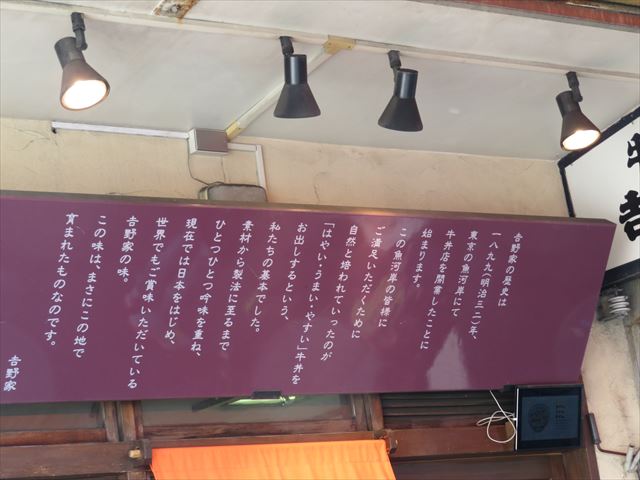 吉野家の歴史は
一八九九(明治三二)年、
東京の魚河岸にて
牛丼店を開業したことに
始まります。
この魚河岸の皆様に
ご満足いただくために
自然と培われていったのが
「はやい・うまい・やすい」牛丼を
お出しするという、
私たちの基本でした。
素材から製法に至るまで
ひとつひとつ吟味を重ね、
現在では日本をはじめ、
世界でもご賞味いただいている
吉野家の味。
この味は、まさにこの地で
育まれたものなのです。
吉野家
吉